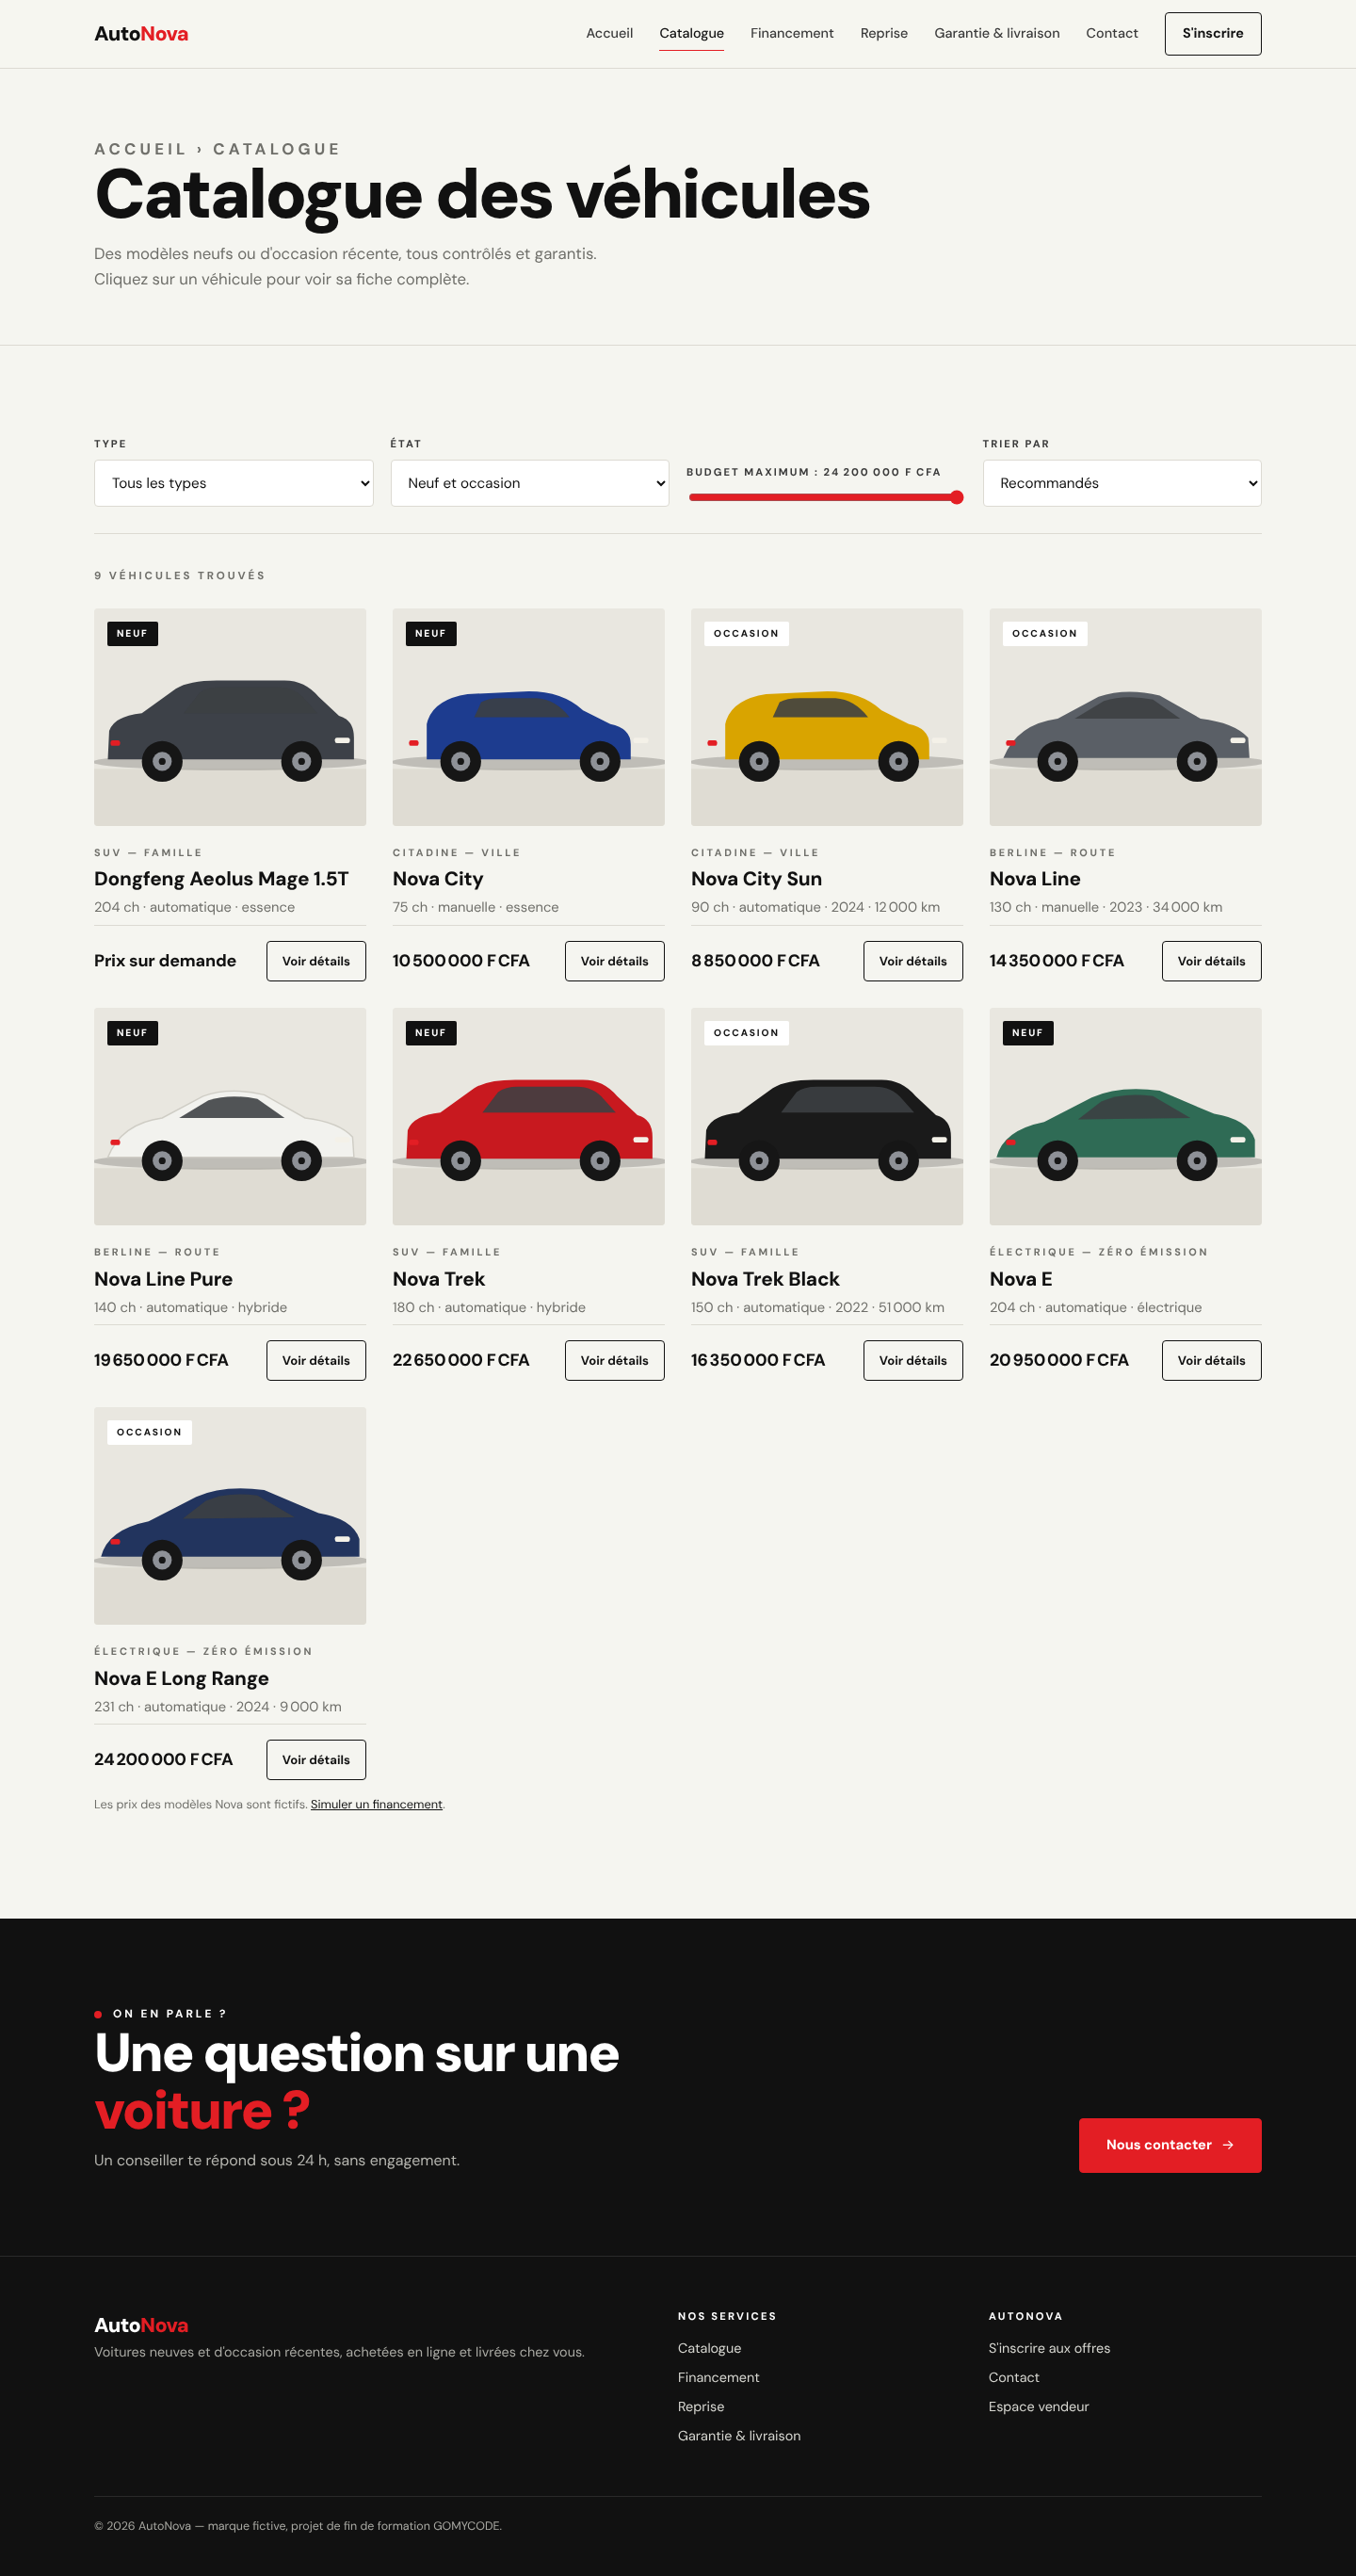 AutoNova
Accueil
Catalogue
Financement
Reprise
Garantie & livraison
Contact
S'inscrire
ACCUEIL › CATALOGUE
Catalogue des véhicules
Des modèles neufs ou d'occasion récente, tous contrôlés et garantis.
Cliquez sur un véhicule pour voir sa fiche complète.
TYPE
Tous les types
ÉTAT
Neuf et occasion
BUDGET MAXIMUM : 24 200 000 F CFA
TRIER PAR
Recommandés
9 VÉHICULES TROUVÉS
NEUF
SUV — FAMILLE
Dongfeng Aeolus Mage 1.5T
204 ch · automatique · essence
Prix sur demande
Voir détails
NEUF
CITADINE — VILLE
Nova City
75 ch · manuelle · essence
10 500 000 F CFA
Voir détails
OCCASION
CITADINE — VILLE
Nova City Sun
90 ch · automatique · 2024 · 12 000 km
8 850 000 F CFA
Voir détails
OCCASION
BERLINE — ROUTE
Nova Line
130 ch · manuelle · 2023 · 34 000 km
14 350 000 F CFA
Voir détails
NEUF
BERLINE — ROUTE
Nova Line Pure
140 ch · automatique · hybride
19 650 000 F CFA
Voir détails
NEUF
SUV — FAMILLE
Nova Trek
180 ch · automatique · hybride
22 650 000 F CFA
Voir détails
OCCASION
SUV — FAMILLE
Nova Trek Black
150 ch · automatique · 2022 · 51 000 km
16 350 000 F CFA
Voir détails
NEUF
ÉLECTRIQUE — ZÉRO ÉMISSION
Nova E
204 ch · automatique · électrique
20 950 000 F CFA
Voir détails
OCCASION
ÉLECTRIQUE — ZÉRO ÉMISSION
Nova E Long Range
231 ch · automatique · 2024 · 9 000 km
24 200 000 F CFA
Voir détails
Les prix des modèles Nova sont fictifs. Simuler un financement.
ON EN PARLE ?
Une question sur une
voiture ?
Un conseiller te répond sous 24 h, sans engagement.
Nous contacter →
AutoNova
Voitures neuves et d'occasion récentes, achetées en ligne et livrées chez vous.
NOS SERVICES
Catalogue
Financement
Reprise
Garantie & livraison
AUTONOVA
S'inscrire aux offres
Contact
Espace vendeur
© 2026 AutoNova — marque fictive, projet de fin de formation GOMYCODE.